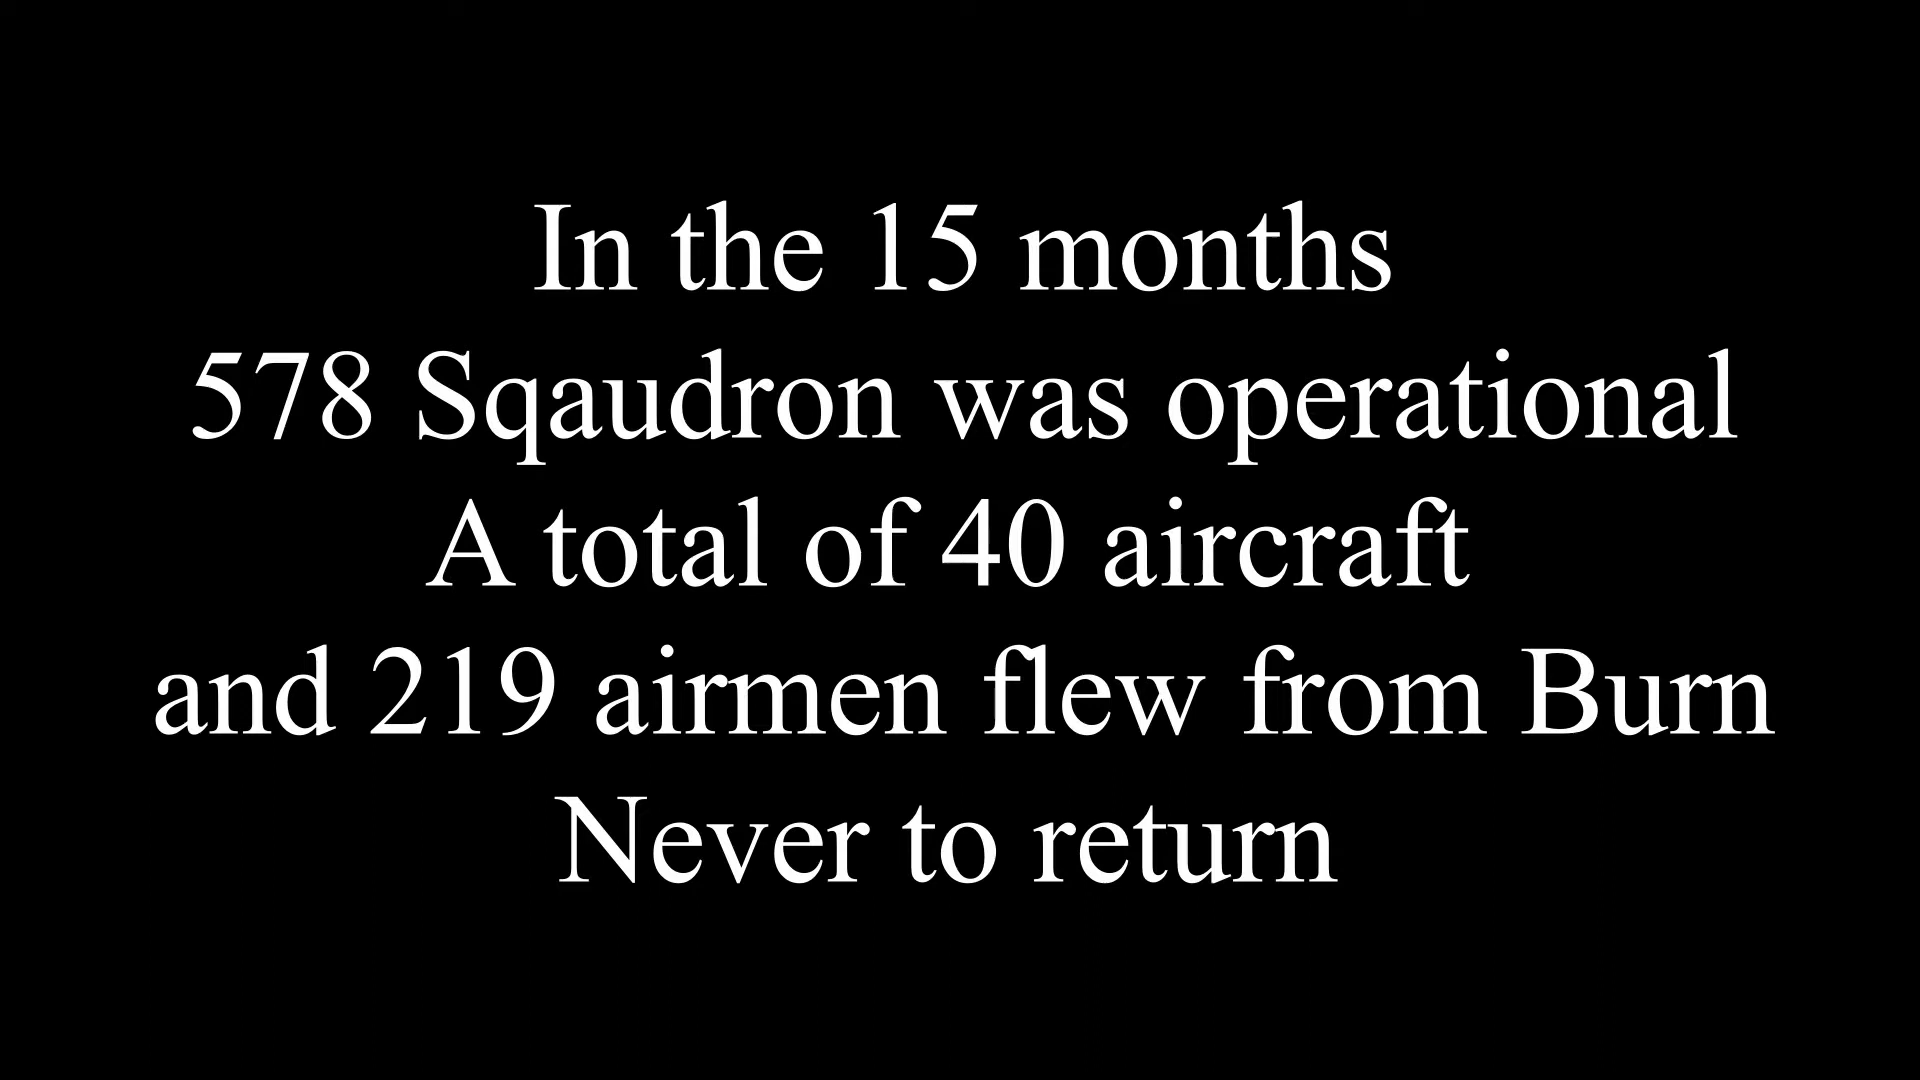 In the 15 months
578 Sqaudron was operational
A total of 40 aircraft
and 219 airmen flew from Burn
Never to return